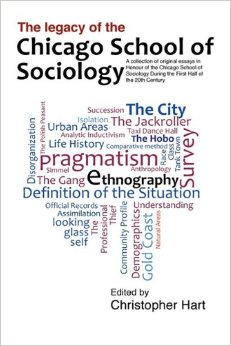 The legacy of the
Chicago School of
Sociology
A collection of original essays in
Honour of the Chicago School of
Sociology During the First Half of
the 20th Century
Succession
The City
Isolation
The Jackroller
Urban Areas
Taxi Dance Hall
Analytic Inductivism
The Hobo
Life History
Comparative method
The Polish Peasant
Disorganization
Race
Class
Tank Town
Survey
Pragmatism
Simmel
Anthropology
The Gang
ethnography
Definition of the Situation
Official Records
Understanding
Assimilation
looking
glass
self
The
Professional
Thief
Community Profile
Demographics
Gold Coast
Natural Areas
Edited by
Christopher Hart